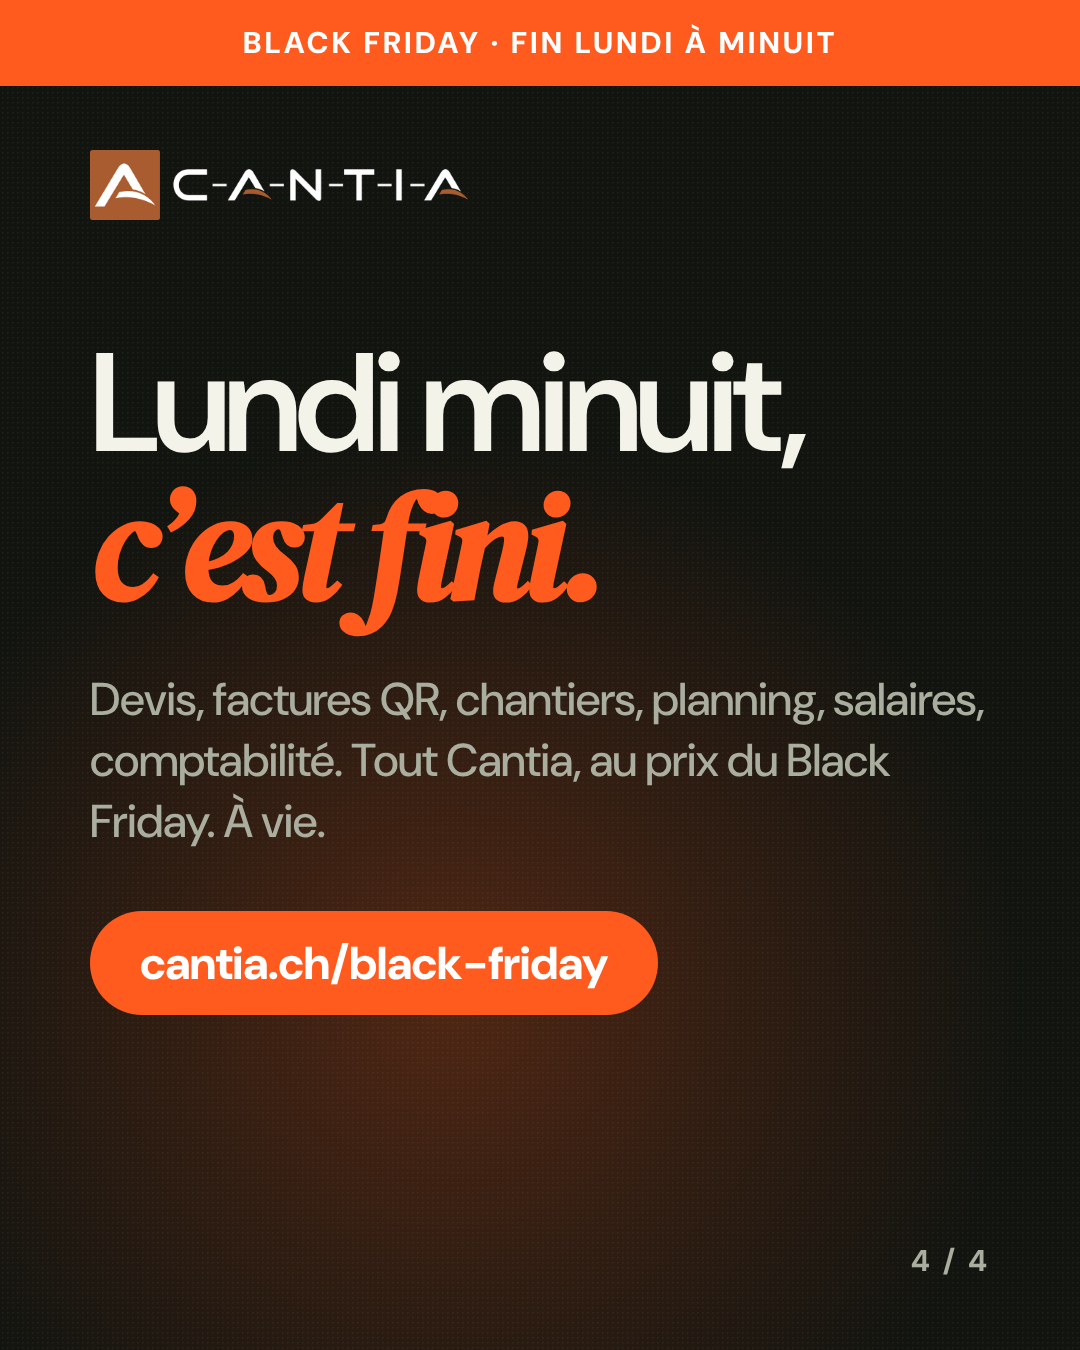 BLACK FRIDAY · FIN LUNDI À MINUIT
C-A-N-T-I-A
Lundi minuit,
c’est fini.
Devis, factures QR, chantiers, planning, salaires,
comptabilité. Tout Cantia, au prix du Black
Friday. À vie.
cantia.ch/black-friday
4 / 4